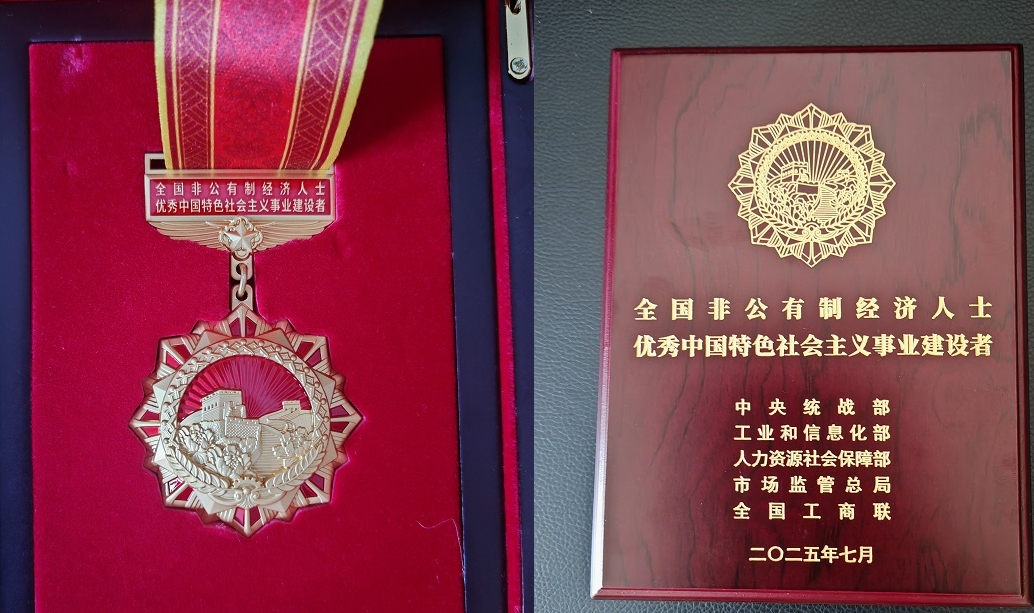 全国非公有制经济人士
优秀中国特色社会主义事业建设者
全国非公有制经济人士
优秀中国特色社会主义事业建设者
中央统战部
工业和信息化部
人力资源社会保障部
市场监管总局
全国工商联
二〇二五年七月